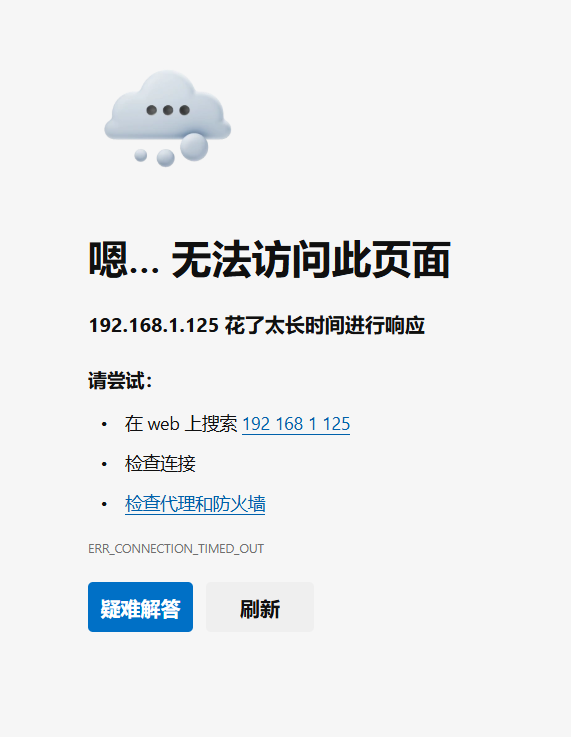 嗯… 无法访问此页面
192.168.1.125 花了太长时间进行响应
请尝试：
• 在 web 上搜索 192 168 1 125
• 检查连接
• 检查代理和防火墙
ERR_CONNECTION_TIMED_OUT
疑难解答 刷新